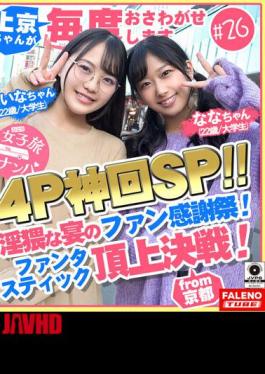 上京
ちゃんが
毎度
おさわがせ
します
#26
いなちゃん
(22歳/大学生)
女子旅
ナンパ
ななちゃん
(22歳/大学生)
4P神回SP!!
淫猥な宴のファン感謝祭!
ファンタ
スティック
頂上決戦!
from
京都
FALENO
TUBE
JAVHD